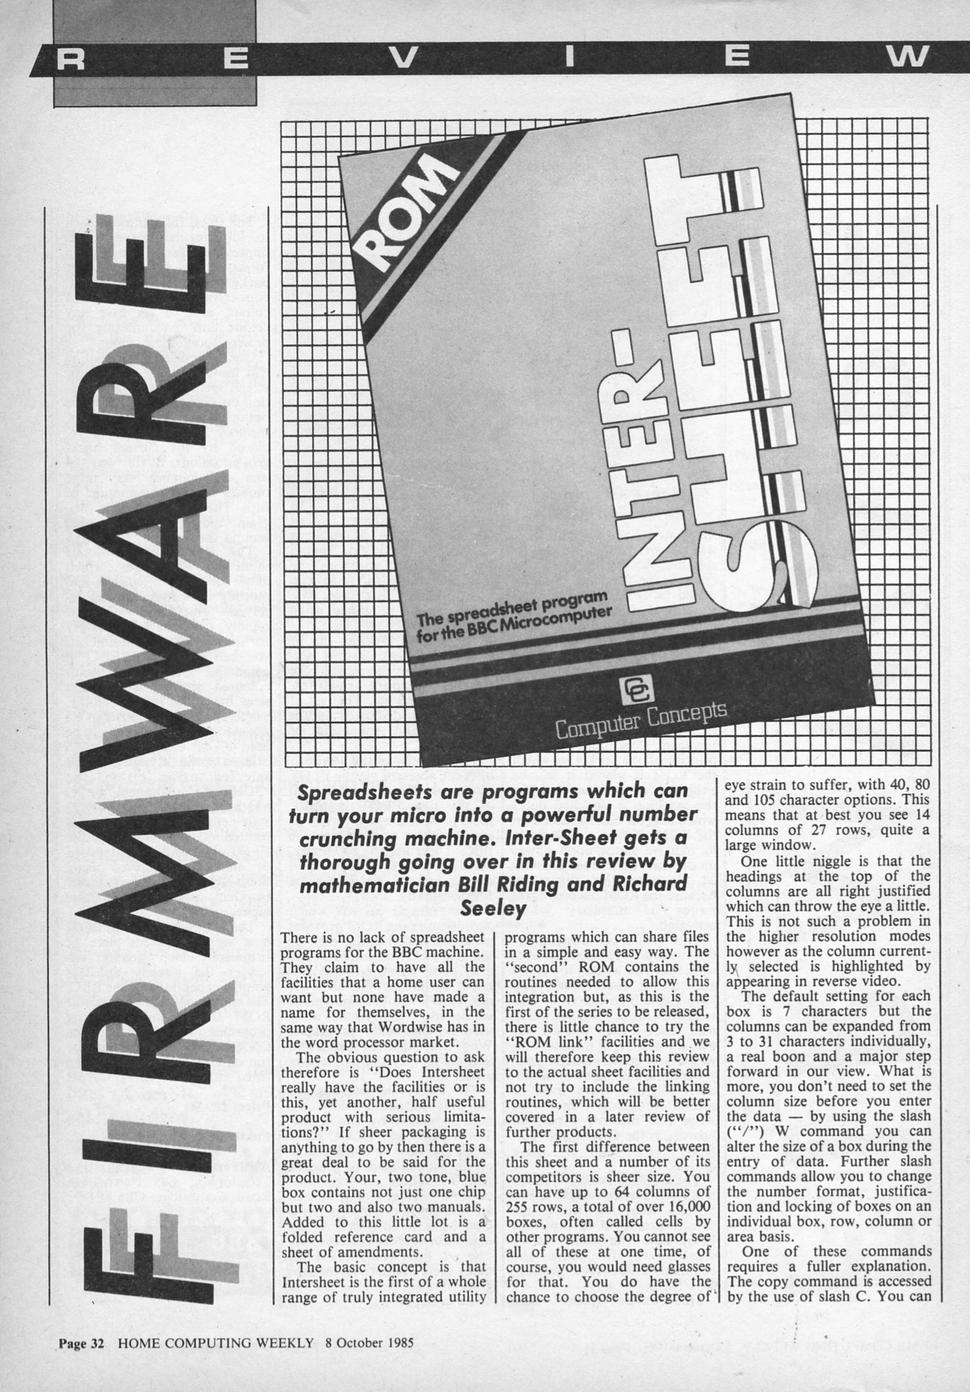 REVIEW
FIRMWARE
ROM
INTER-
SHEET
The spreadsheet program
for the BBC Microcomputer
CC
Computer Concepts
Spreadsheets are programs which can
turn your micro into a powerful number
crunching machine. Inter-Sheet gets a
thorough going over in this review by
mathematician Bill Riding and Richard
Seeley
There is no lack of spreadsheet
programs for the BBC machine.
They claim to have all the
facilities that a home user can
want but none have made a
name for themselves, in the
same way that Wordwise has in
the word processor market.
The obvious question to ask
therefore is "Does Intersheet
really have the facilities or is
this, yet another, half useful
product with serious limita-
tions?" If sheer packaging is
anything to go by then there is a
great deal to be said for the
product. Your, two tone, blue
box contains not just one chip
but two and also two manuals.
Added to this little lot is a
folded reference card and a
sheet of amendments.
The basic concept is that
Intersheet is the first of a whole
range of truly integrated utility
programs which can share files
in a simple and easy way. The
"second" ROM contains the
routines needed to allow this
integration but, as this is the
first of the series to be released,
there is little chance to try the
"ROM link" facilities and we
will therefore keep this review
to the actual sheet facilities and
not try to include the linking
routines, which will be better
covered in a later review of
further products.
The first difference between
this sheet and a number of its
competitors is sheer size. You
can have up to 64 columns of
255 rows, a total of over 16,000
boxes, often called cells by
other programs. You cannot see
all of these at one time, of
course, you would need glasses
for that. You do have the
chance to choose the degree of
eye strain to suffer, with 40, 80
and 105 character options. This
means that at best you see 14
columns of 27 rows, quite a
large window.
One little niggle is that the
headings at the top of the
columns are all right justified
which can throw the eye a little.
This is not such a problem in
the higher resolution modes
however as the column current-
ly selected is highlighted by
appearing in reverse video.
The default setting for each
box is 7 characters but the
columns can be expanded from
3 to 31 characters individually,
a real boon and a major step
forward in our view. What is
more, you don't need to set the
column size before you enter
the data — by using the slash
("/") W command you can
alter the size of a box during the
entry of data. Further slash
commands allow you to change
the number format, justifica-
tion and locking of boxes on an
individual box, row, column or
area basis.
One of these commands
requires a fuller explanation.
The copy command is accessed
by the use of slash C. You can
Page 32 HOME COMPUTING WEEKLY 8 October 1985